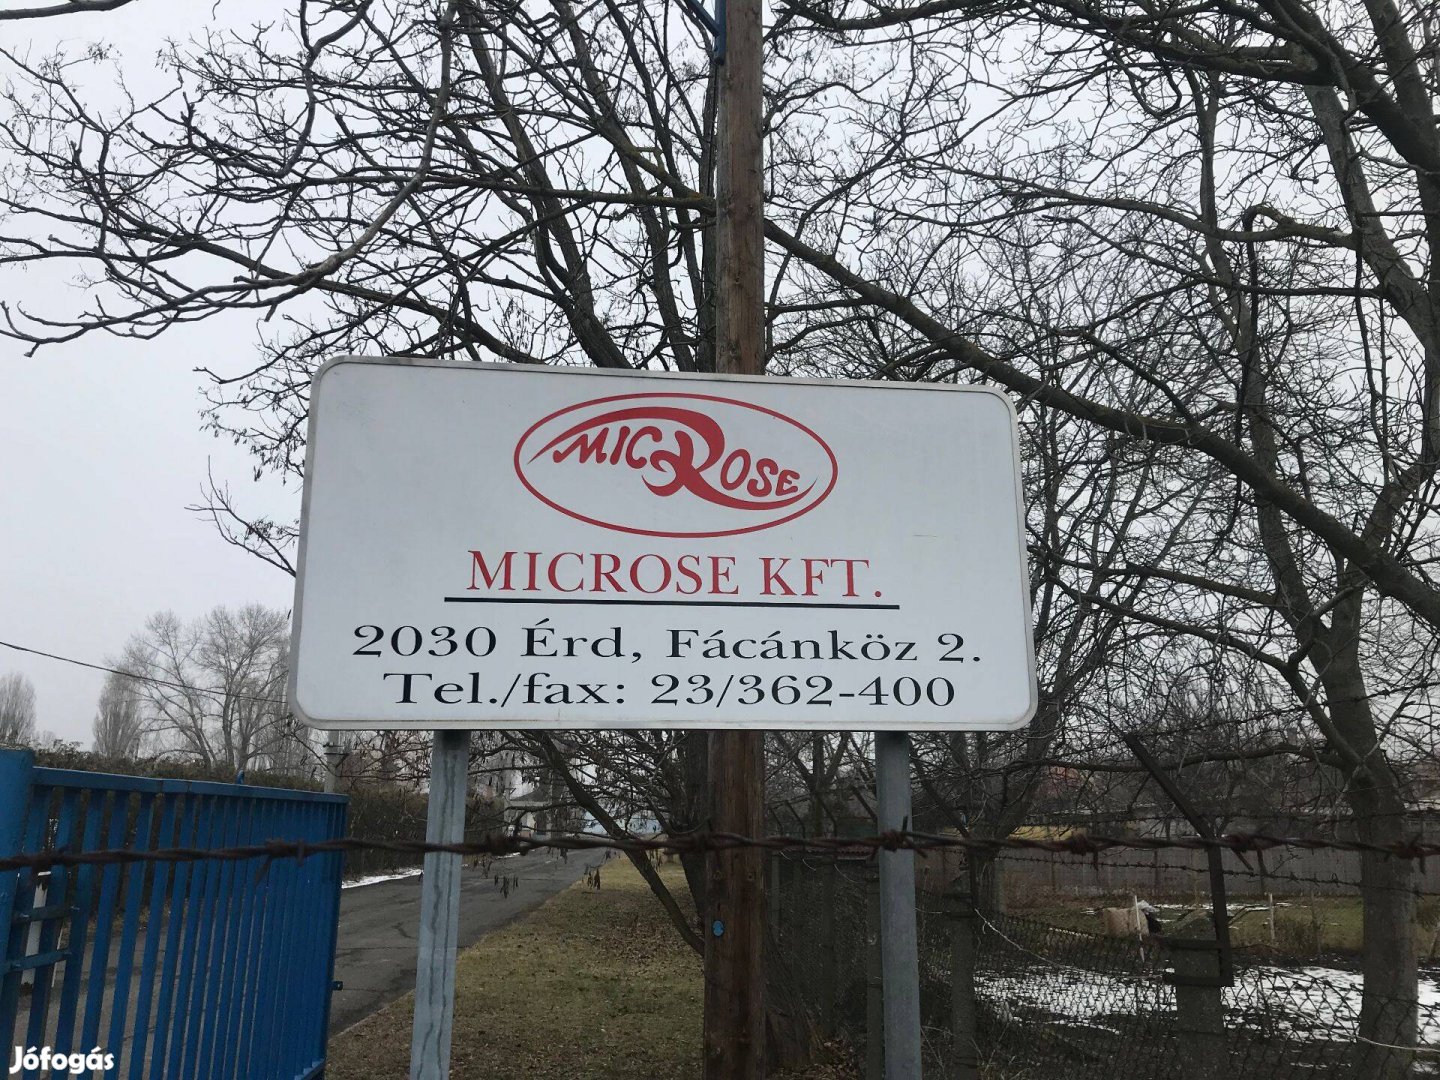 MICROSE
MICROSE KFT.
2030 Érd, Fácánköz 2.
Tel./fax: 23/362-400
Jófogás